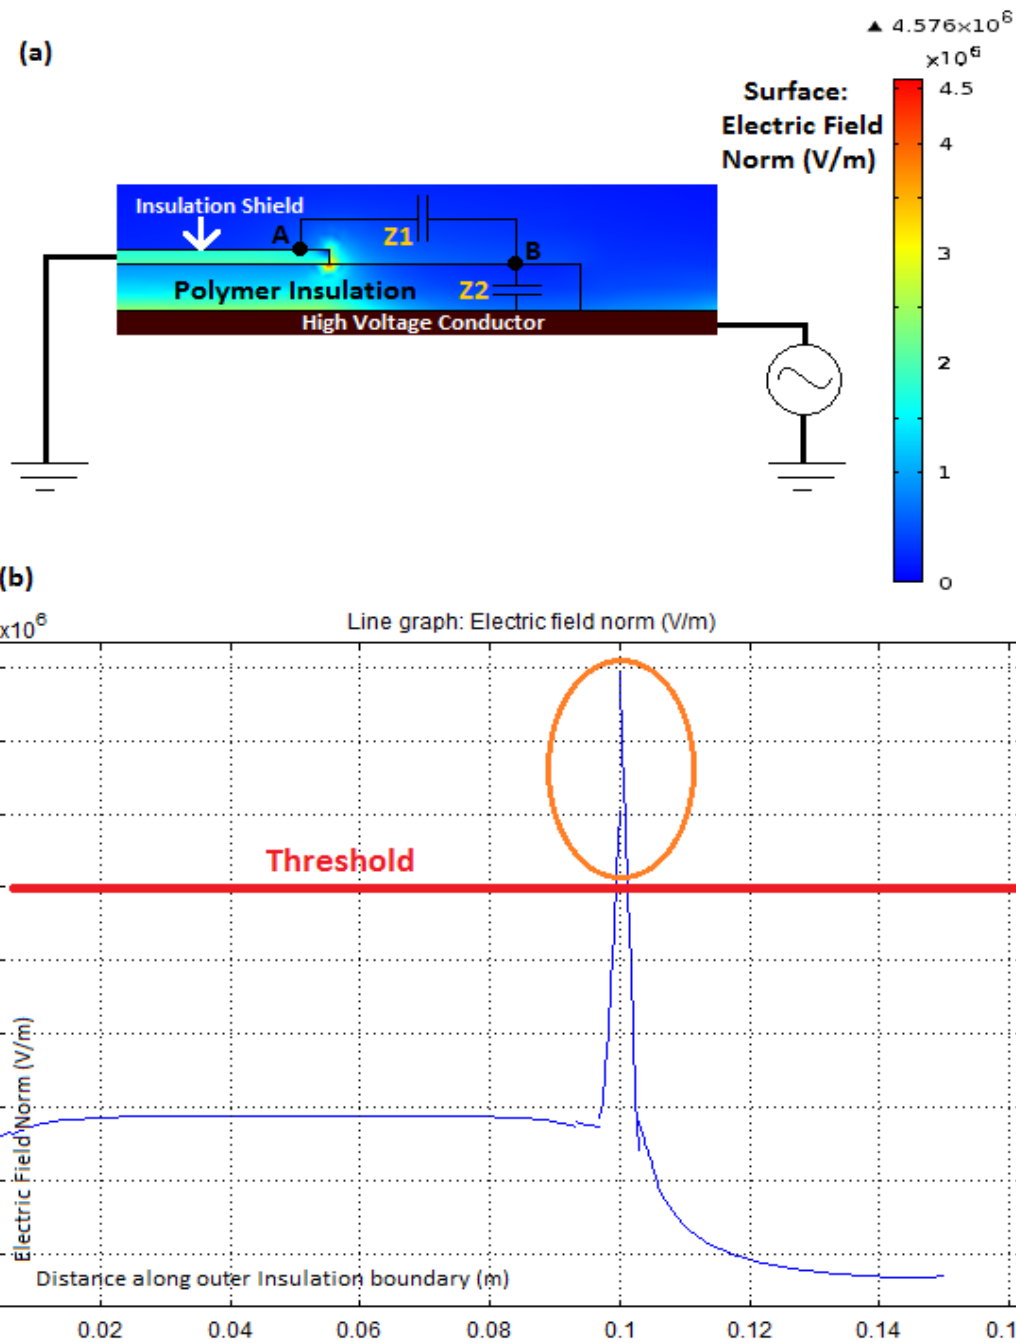 (a)
▲ 4.576×10⁶
×10⁶
Surface:
Electric Field
Norm (V/m)
4.5
4
3
2
1
0
Insulation Shield
A
Z1
B
Polymer Insulation
Z2
High Voltage Conductor
(b)
x10⁶
Line graph: Electric field norm (V/m)
Threshold
Electric Field Norm (V/m)
Distance along outer Insulation boundary (m)
0.02 0.04 0.06 0.08 0.1 0.12 0.14